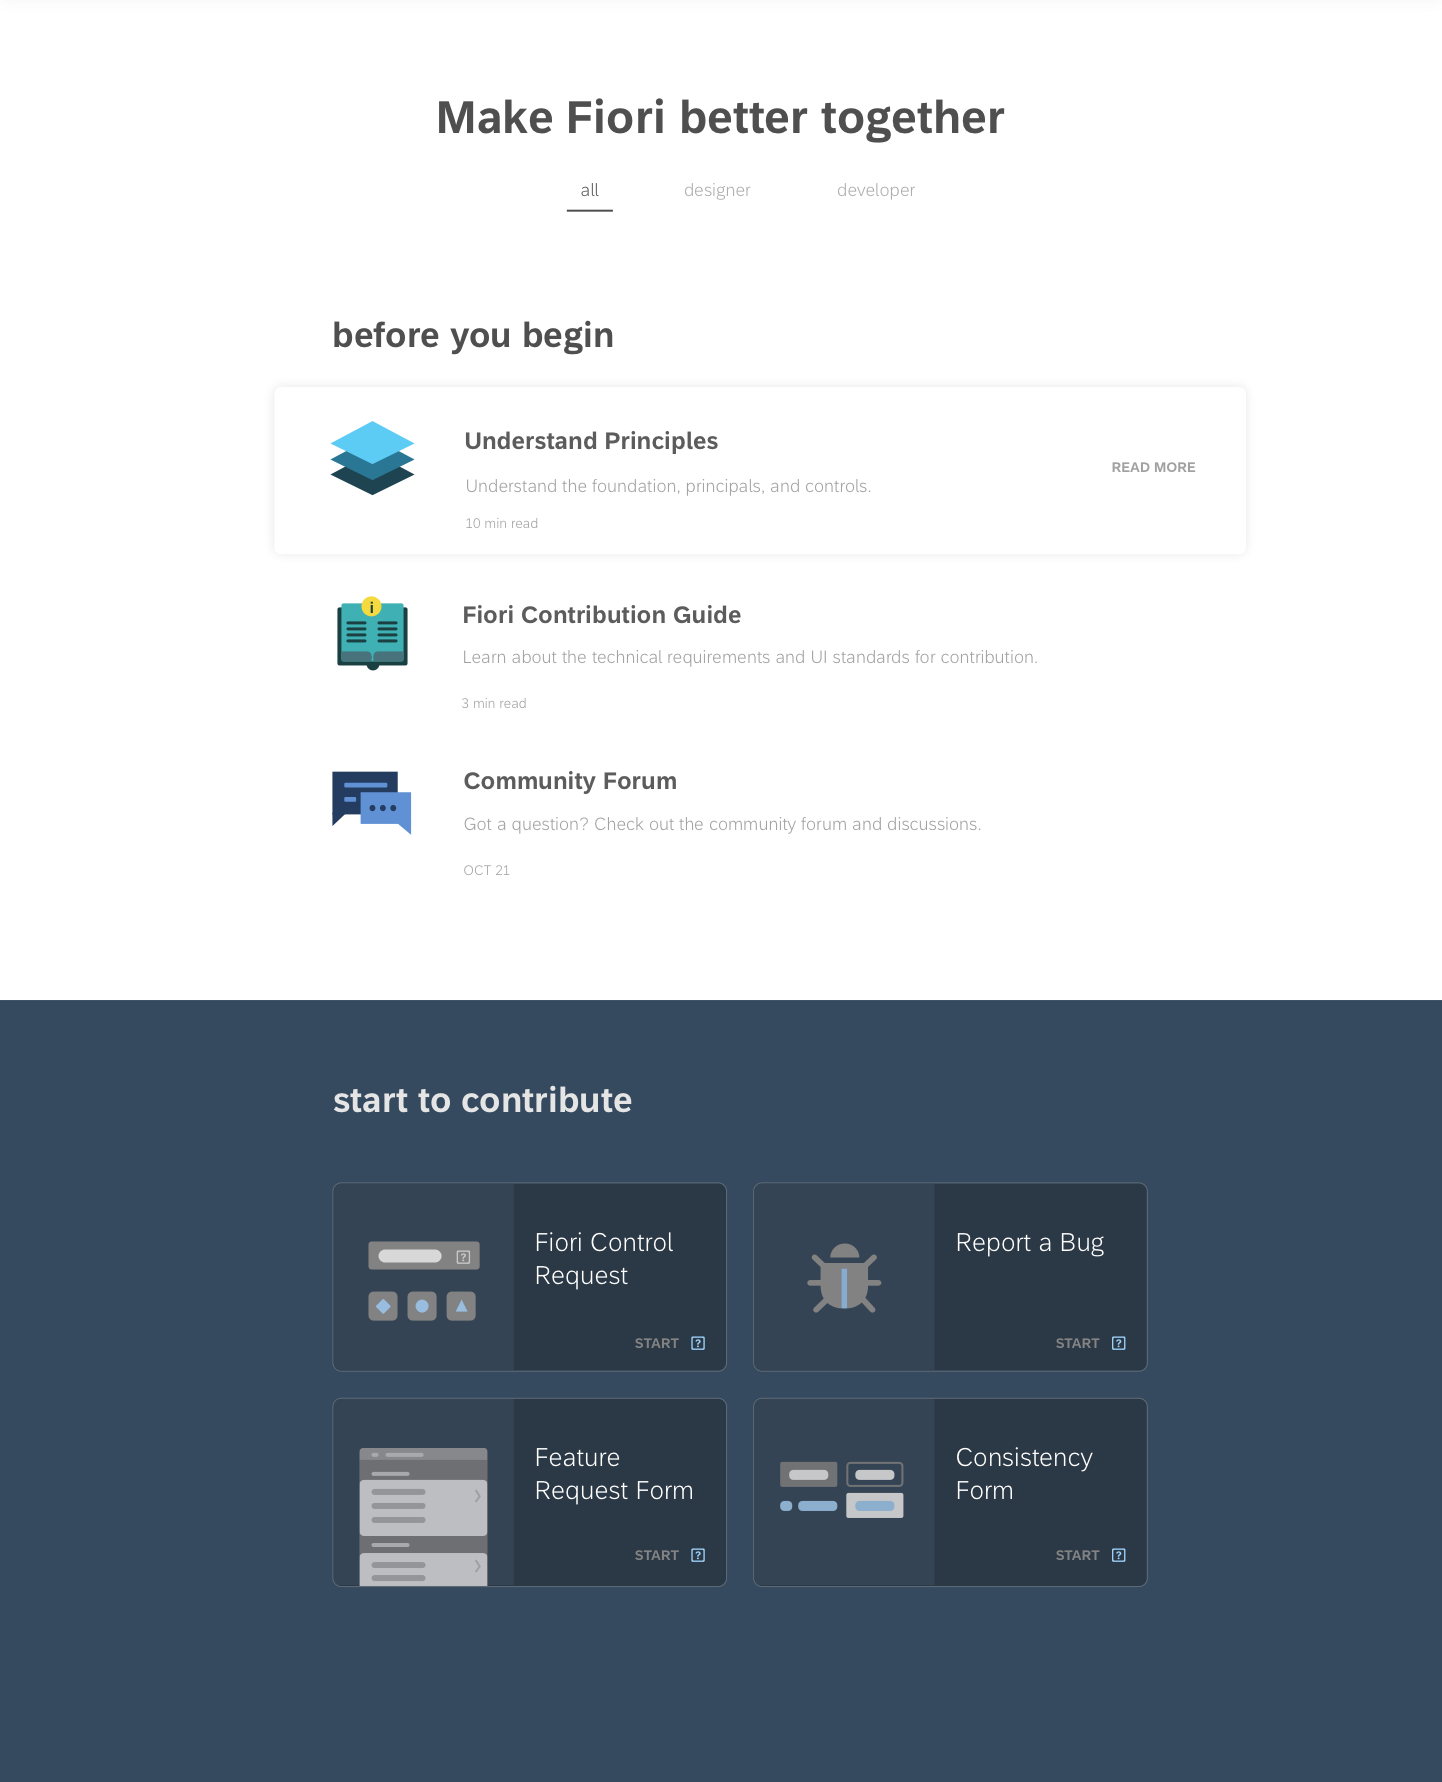 Make Fiori better together
all designer developer
before you begin
Understand Principles
Understand the foundation, principals, and controls.
10 min read
READ MORE
i
Fiori Contribution Guide
Learn about the technical requirements and UI standards for contribution.
3 min read
Community Forum
Got a question? Check out the community forum and discussions.
OCT 21
start to contribute
?
Fiori Control
Request
START ?
Report a Bug
START ?
Feature
Request Form
START ?
Consistency
Form
START ?